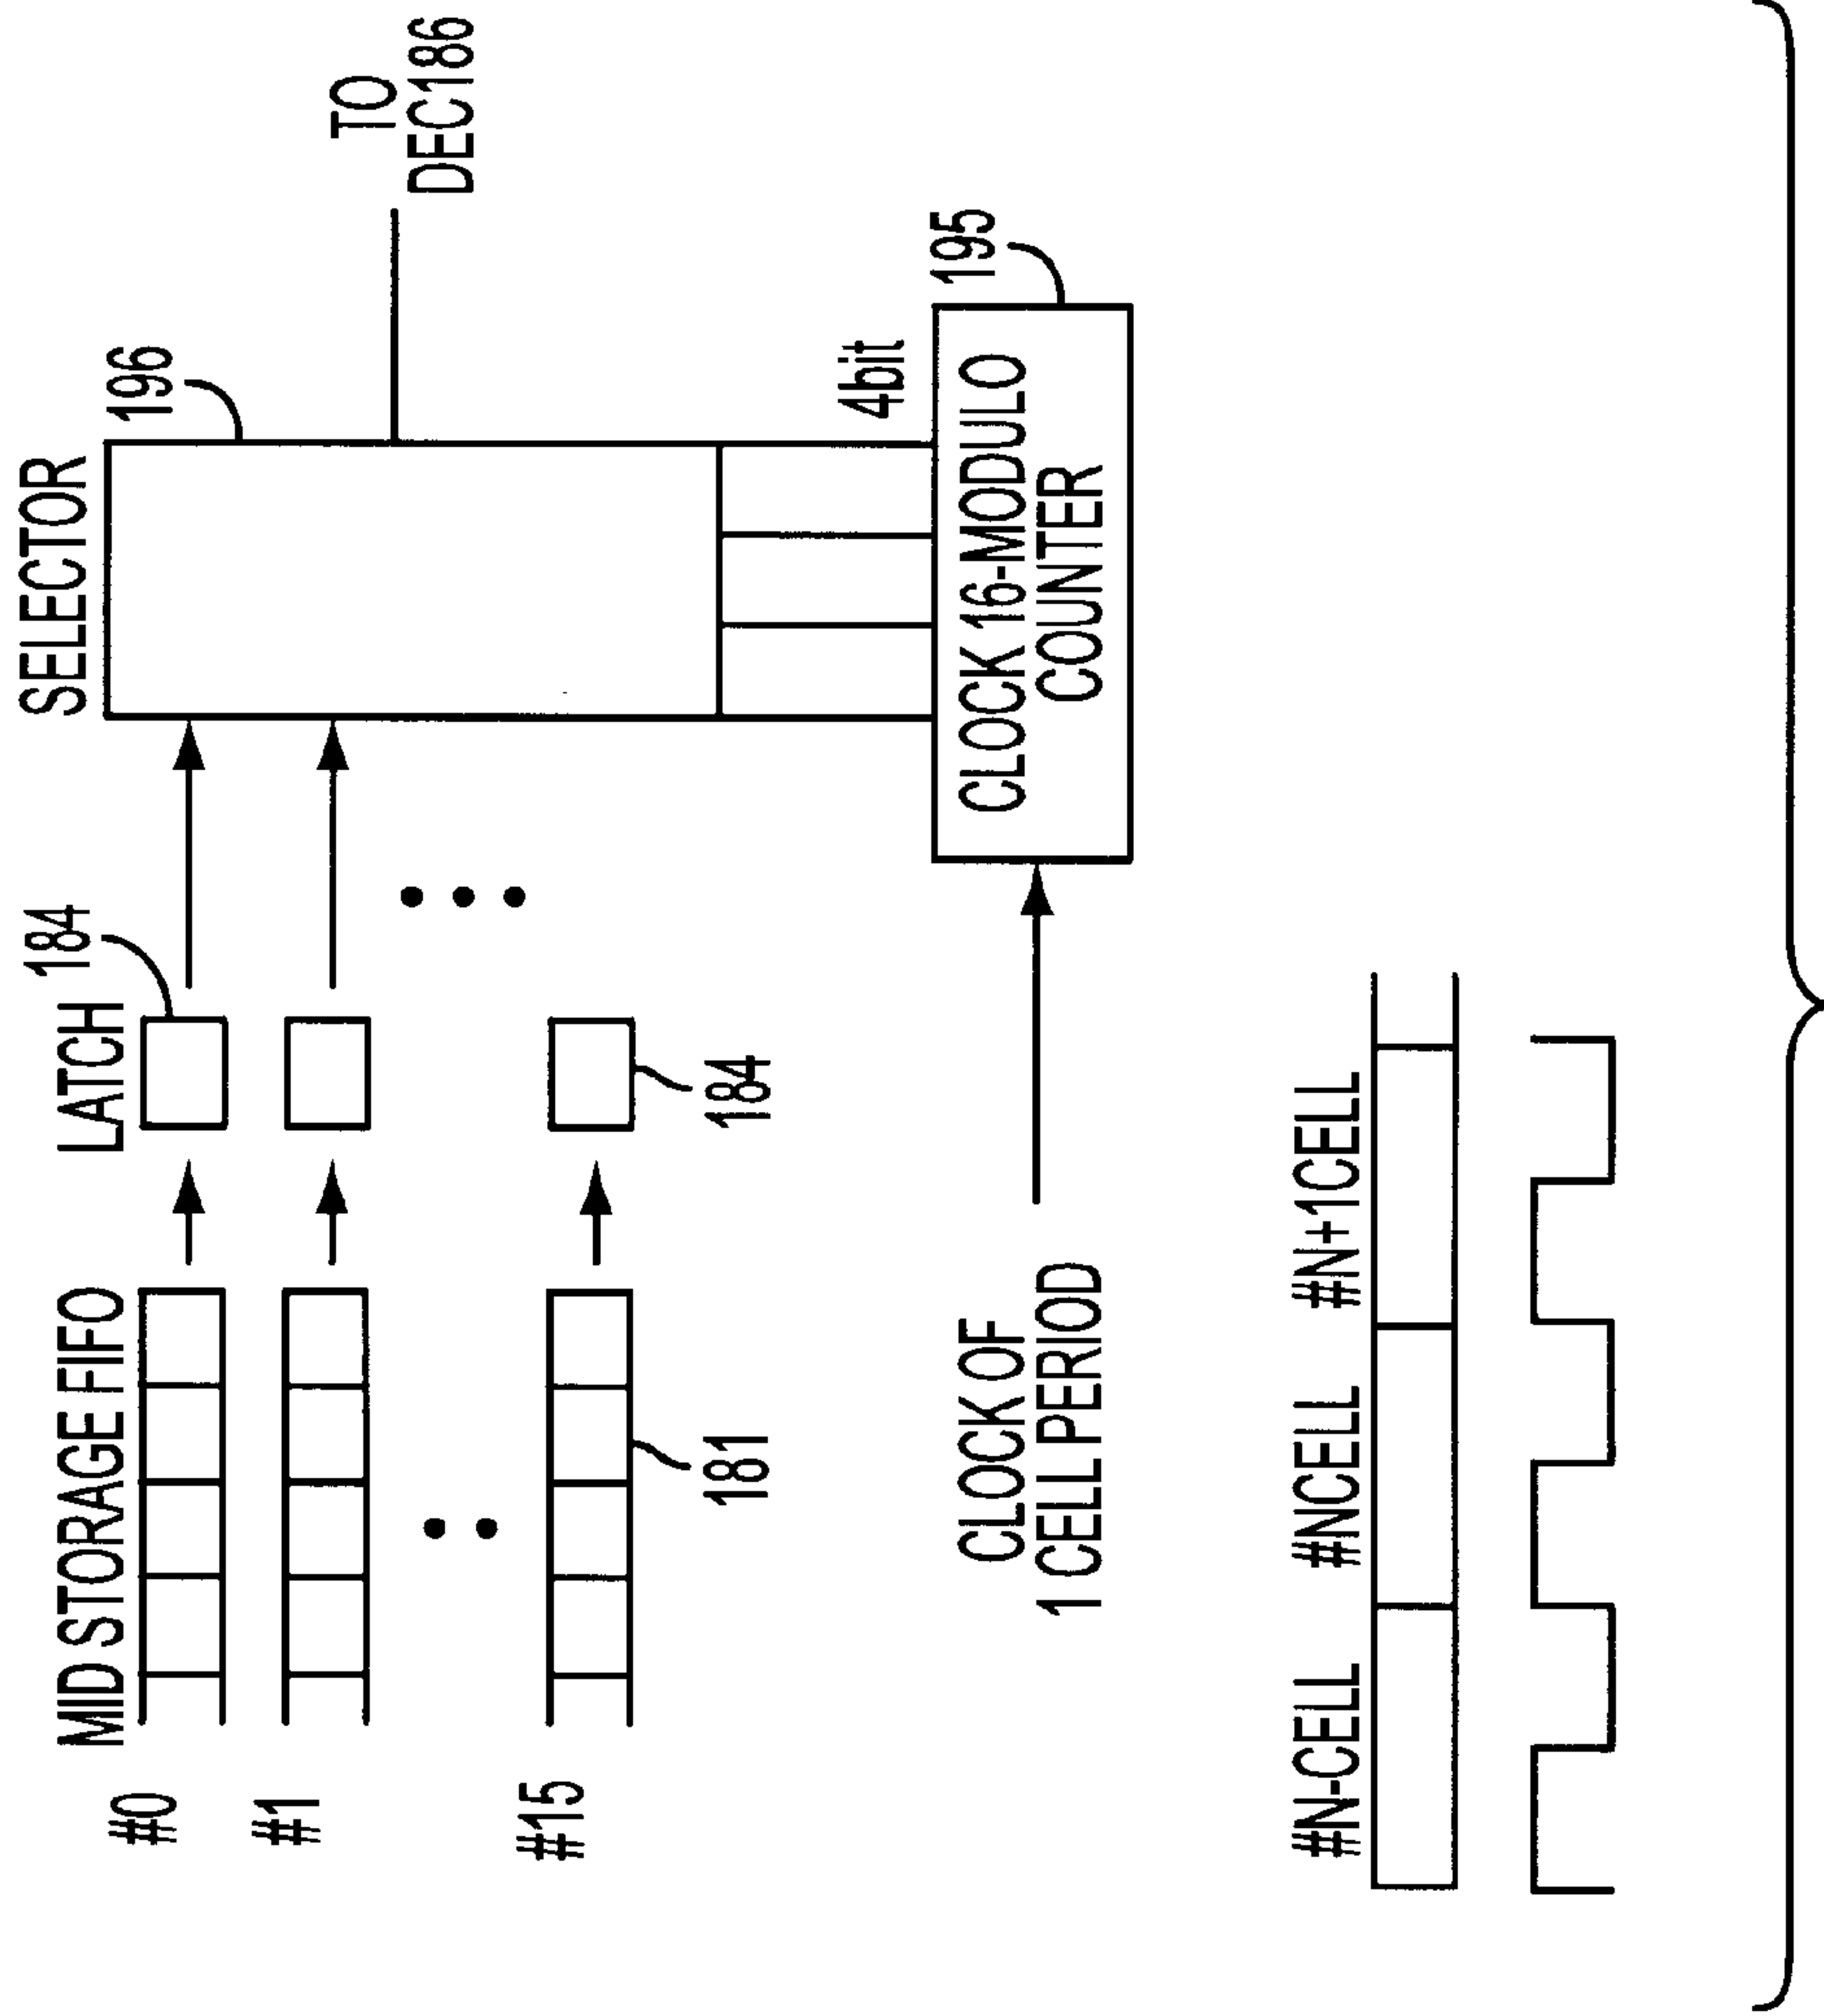 SELECTOR
196
TO
DEC186
LATCH
184
MID STORAGE FIFO
#0
#1
#15
184
181
4bit
195
CLOCK 16-MODULO
COUNTER
CLOCK OF
1 CELL PERIOD
#N-CELL
#NCELL
#N+1CELL